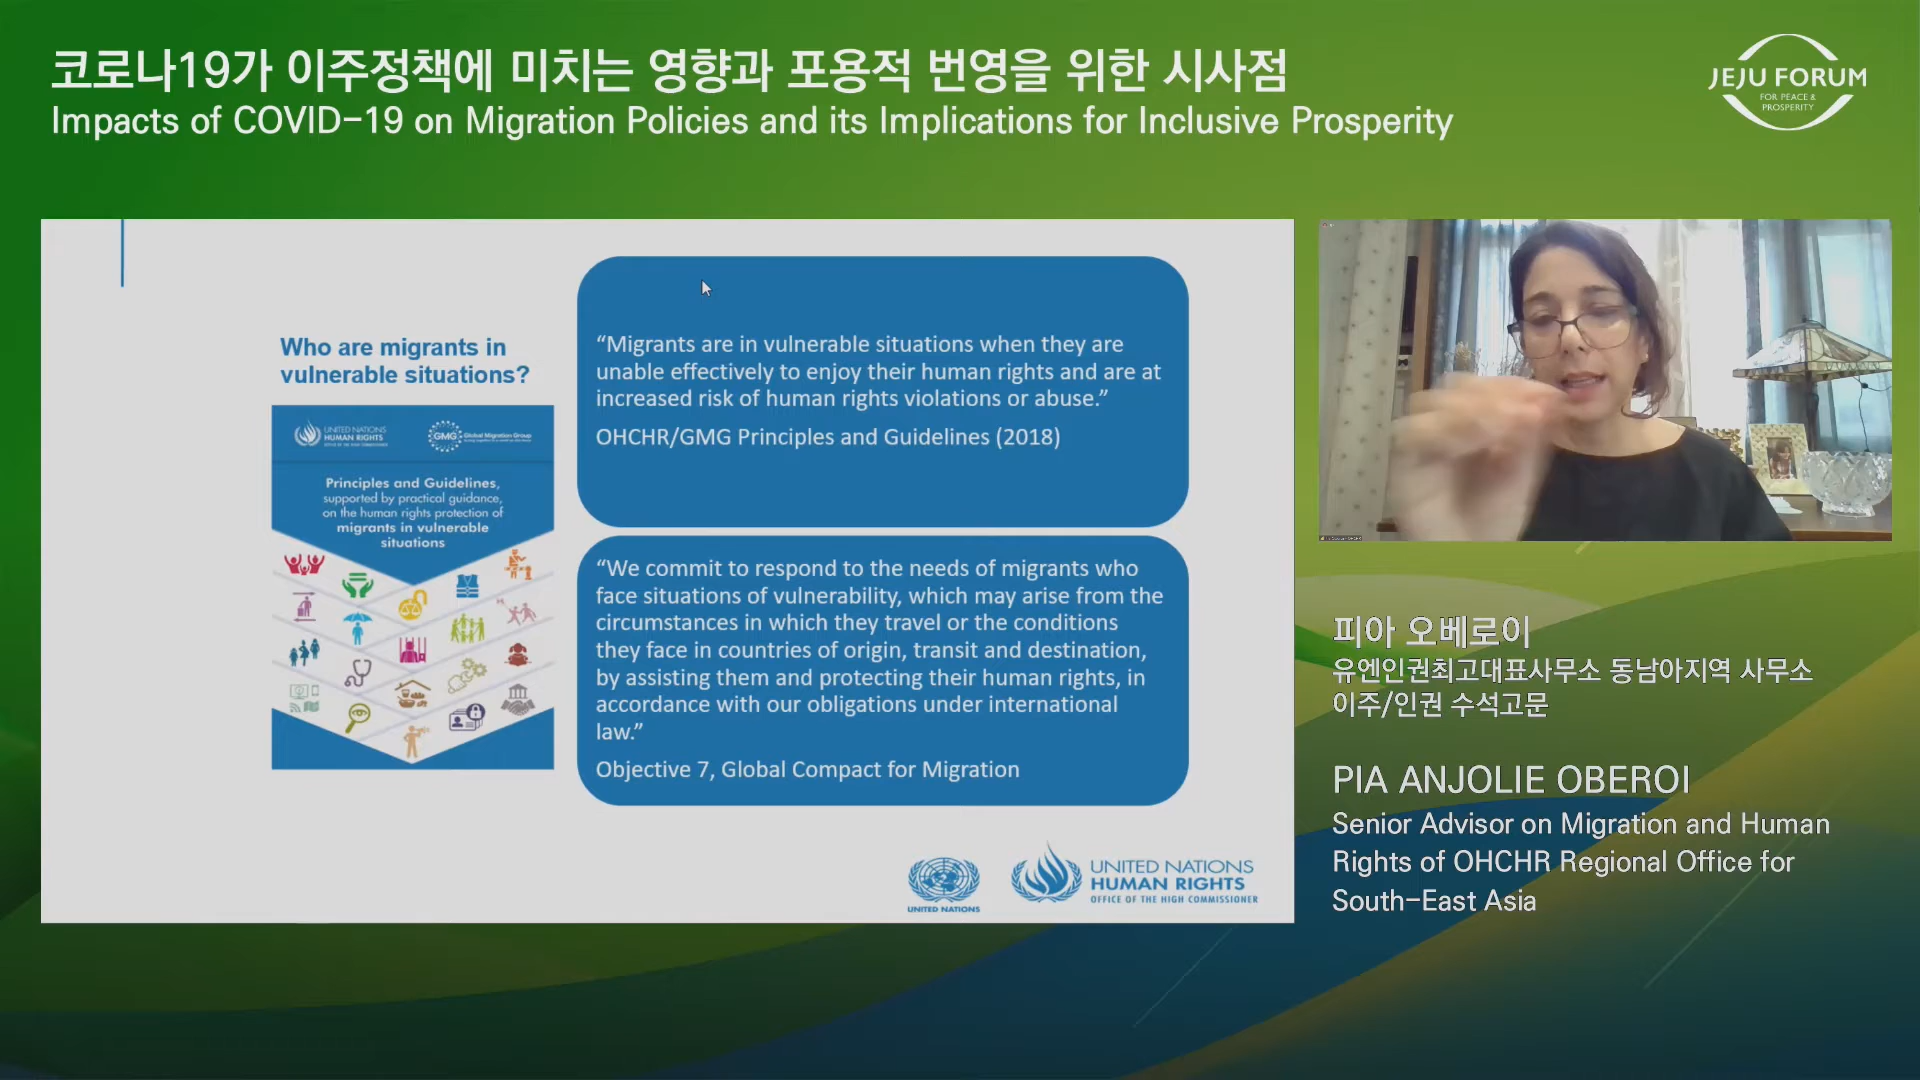 코로나19가 이주정책에 미치는 영향과 포용적 번영을 위한 시사점
Impacts of COVID-19 on Migration Policies and its Implications for Inclusive Prosperity
JEJU FORUM
FOR PEACE &
PROSPERITY
Who are migrants in
vulnerable situations?
UNITED NATIONS
HUMAN RIGHTS
OFFICE OF THE HIGH COMMISSIONER
GMG Global Migration Group
Principles and Guidelines,
supported by practical guidance,
on the human rights protection of
migrants in vulnerable
situations
“Migrants are in vulnerable situations when they are
unable effectively to enjoy their human rights and are at
increased risk of human rights violations or abuse.”
OHCHR/GMG Principles and Guidelines (2018)
“We commit to respond to the needs of migrants who
face situations of vulnerability, which may arise from the
circumstances in which they travel or the conditions
they face in countries of origin, transit and destination,
by assisting them and protecting their human rights, in
accordance with our obligations under international
law.”
Objective 7, Global Compact for Migration
UNITED NATIONS
UNITED NATIONS
HUMAN RIGHTS
OFFICE OF THE HIGH COMMISSIONER
피아 오베로이
유엔인권최고대표사무소 동남아지역 사무소
이주/인권 수석고문
PIA ANJOLIE OBEROI
Senior Advisor on Migration and Human
Rights of OHCHR Regional Office for
South-East Asia